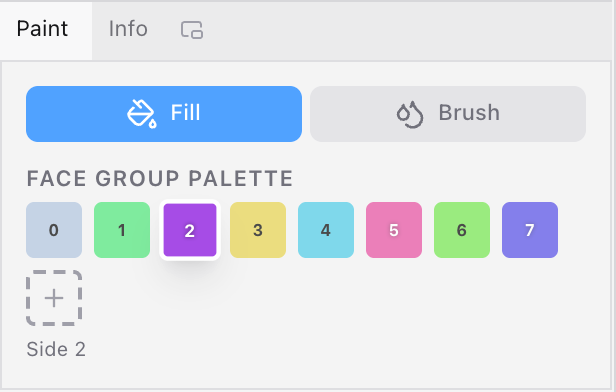 Paint Info
Fill Brush
FACE GROUP PALETTE
0 1 2 3 4 5 6 7
+
Side 2